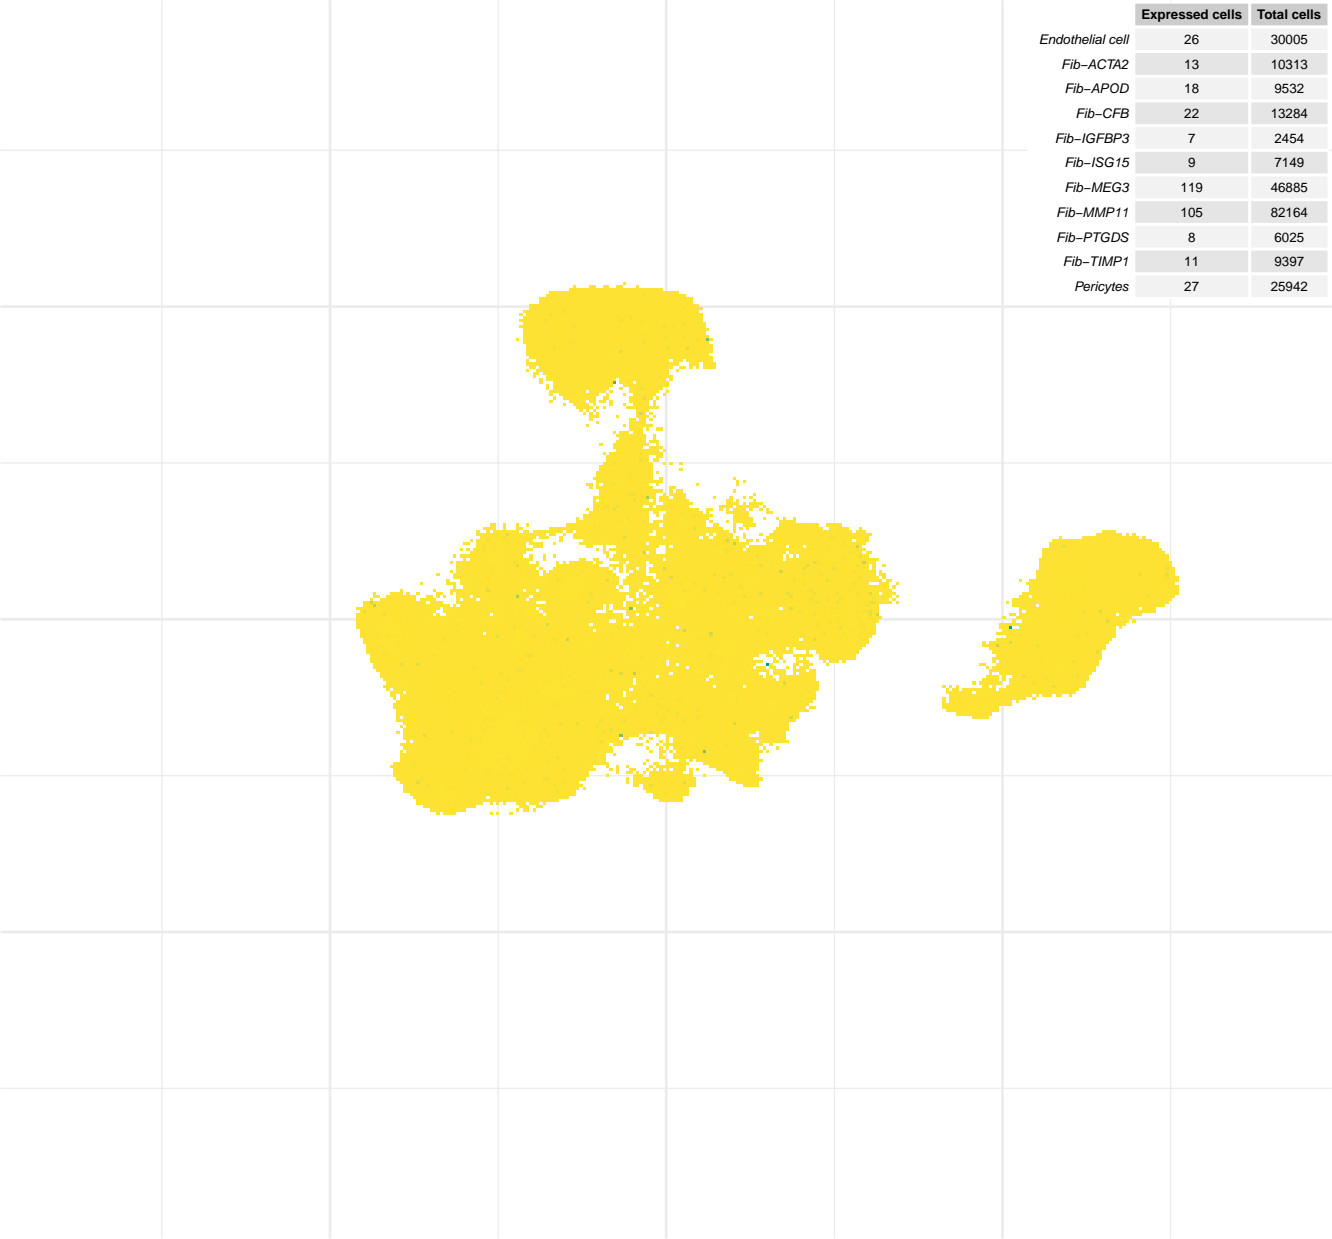 Expressed cells Total cells
Endothelial cell 26 30005
Fib−ACTA2 13 10313
Fib−APOD 18 9532
Fib−CFB 22 13284
Fib−IGFBP3 7 2454
Fib−ISG15 9 7149
Fib−MEG3 119 46885
Fib−MMP11 105 82164
Fib−PTGDS 8 6025
Fib−TIMP1 11 9397
Pericytes 27 25942